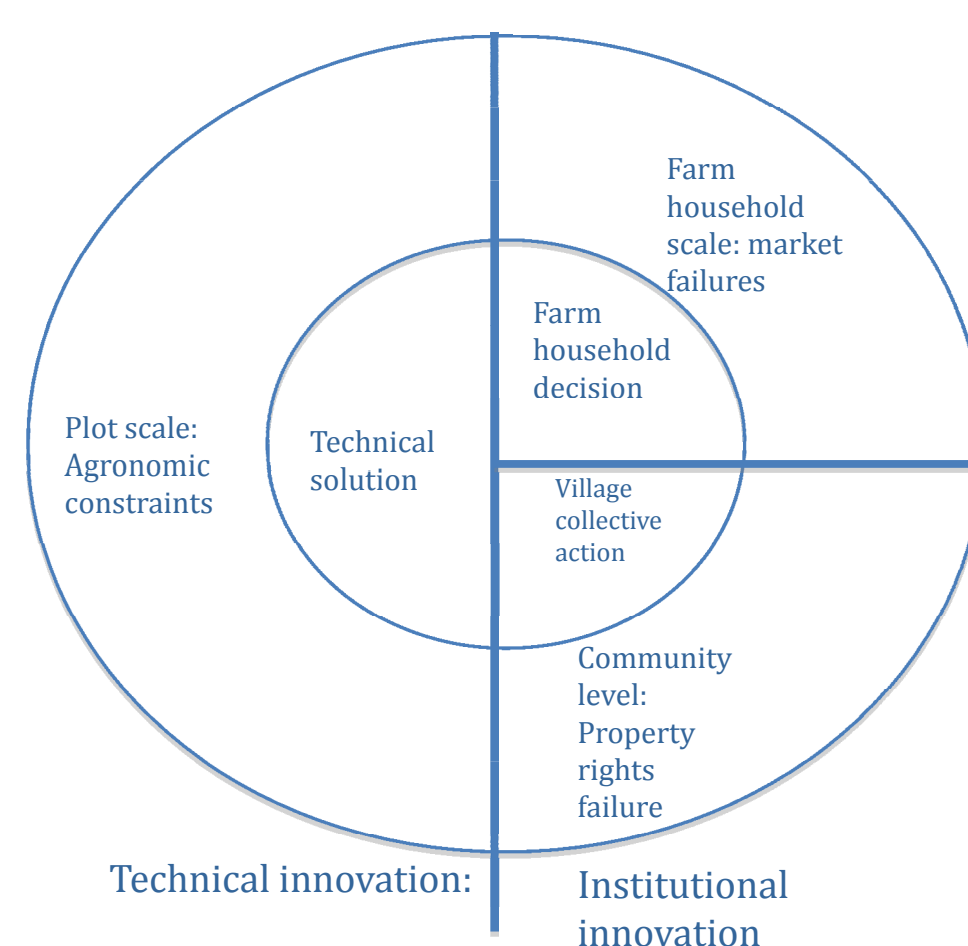 Farm
household
scale: market
failures
Farm
household
decision
Plot scale:
Agronomic
constraints
Technical
solution
Village
collective
action
Community
level:
Property
rights
failure
Technical innovation:
Institutional
innovation